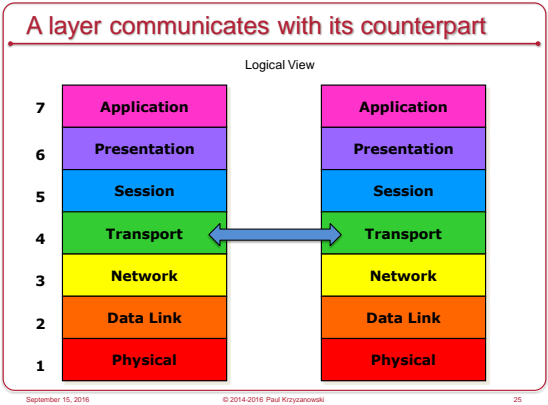 A layer communicates with its counterpart
Logical View
7 Application Application
6 Presentation Presentation
5 Session Session
4 Transport Transport
3 Network Network
2 Data Link Data Link
1 Physical Physical
September 15, 2016 © 2014-2016 Paul Krzyzanowski 25